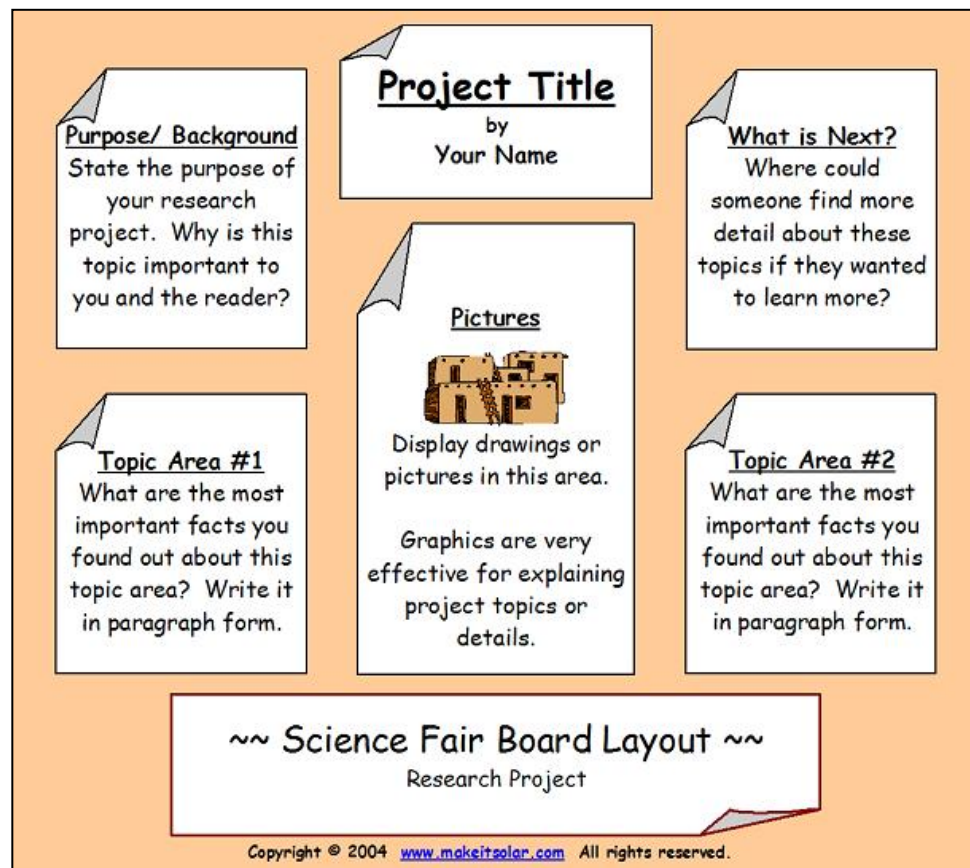 Project Title
by
Your Name
Purpose/ Background
State the purpose of
your research
project. Why is this
topic important to
you and the reader?
What is Next?
Where could
someone find more
detail about these
topics if they wanted
to learn more?
Pictures
Display drawings or
pictures in this area.
Graphics are very
effective for explaining
project topics or
details.
Topic Area #1
What are the most
important facts you
found out about this
topic area? Write it
in paragraph form.
Topic Area #2
What are the most
important facts you
found out about this
topic area? Write it
in paragraph form.
~~ Science Fair Board Layout ~~
Research Project
Copyright © 2004 www.makeitsolar.com All rights reserved.